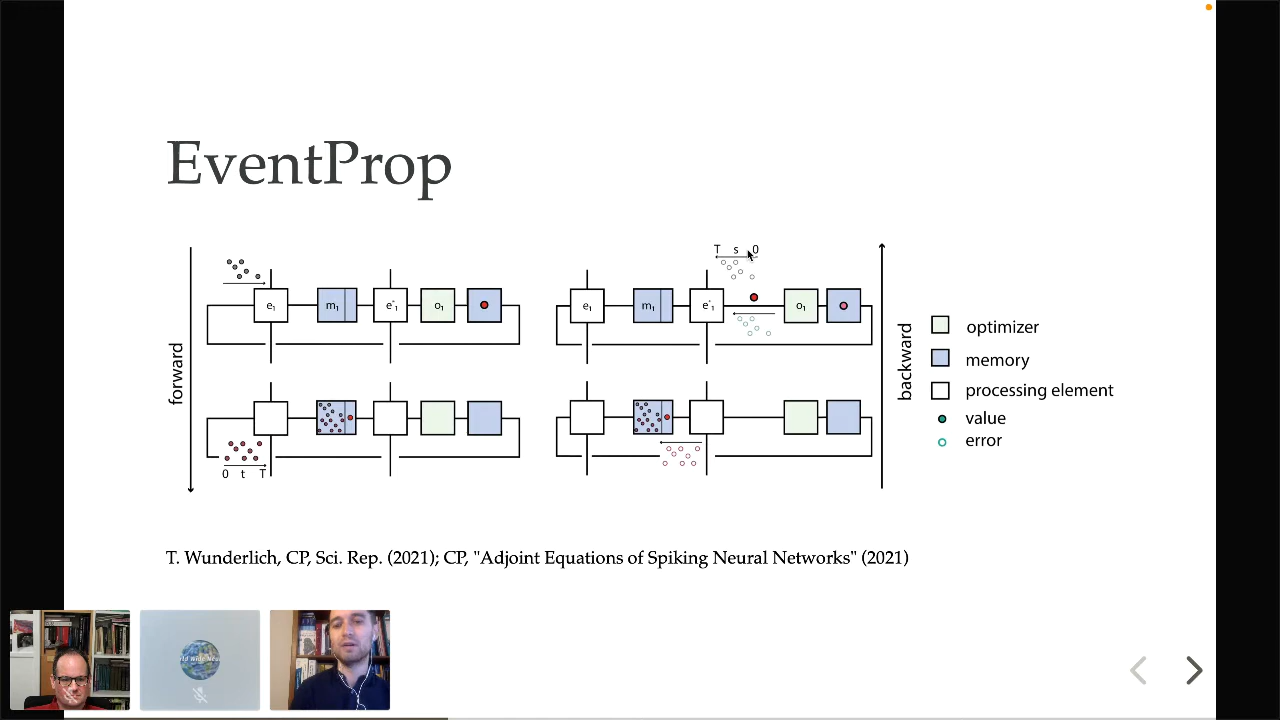 EventProp
T s 0
e₁ m₁ e*₁ o₁
e₁ m₁ e*₁ o₁
forward
backward
0 t T
optimizer
memory
processing element
value
error
T. Wunderlich, CP, Sci. Rep. (2021); CP, "Adjoint Equations of Spiking Neural Networks" (2021)